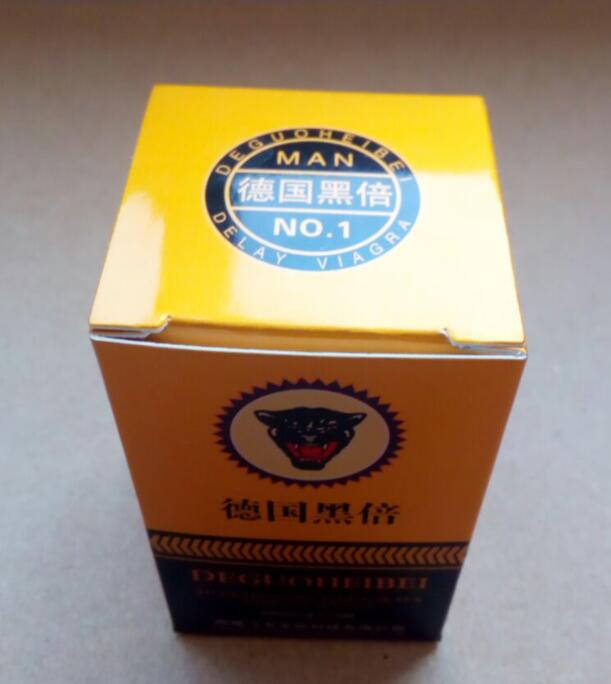 DEGUOHEIBEI
MAN
德国黑倍
NO.1
DELAY VIAGRA
德国黑倍
DEGUOHEIBEI